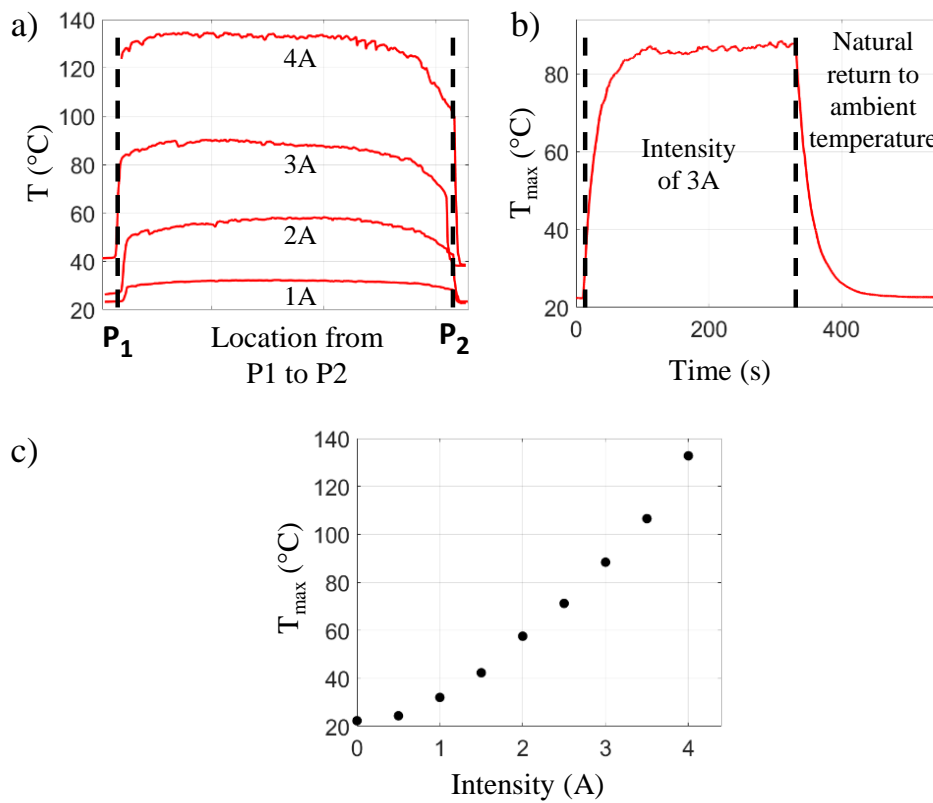 a)
T (°C)
140
120
100
80
60
40
20
4A
3A
2A
1A
P1
Location from
P1 to P2
P2
b)
Tmax (°C)
80
60
40
20
Intensity
of 3A
Natural
return to
ambient
temperature
0
200
400
Time (s)
c)
Tmax (°C)
140
120
100
80
60
40
20
0
1
2
3
4
Intensity (A)